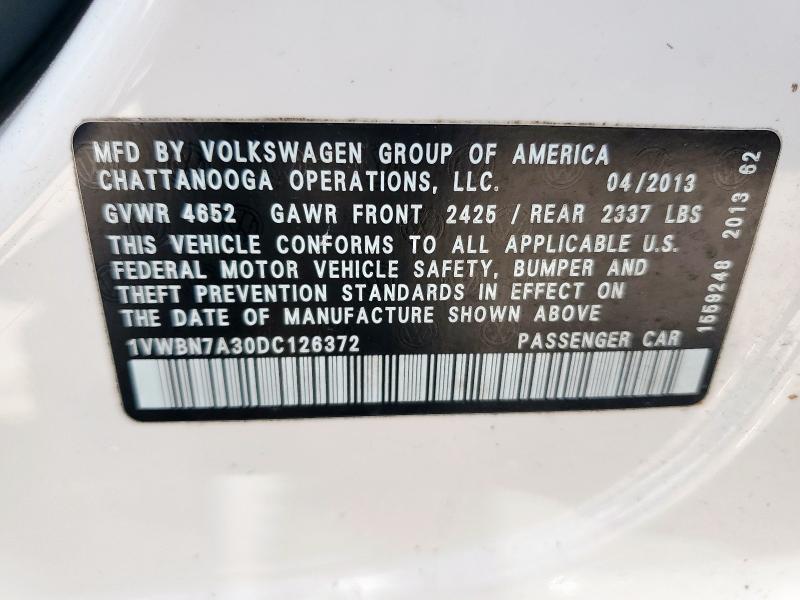 MFD BY VOLKSWAGEN GROUP OF AMERICA
CHATTANOOGA OPERATIONS, LLC. 04/2013
GVWR 4652 GAWR FRONT 2425 / REAR 2337 LBS
THIS VEHICLE CONFORMS TO ALL APPLICABLE U.S.
FEDERAL MOTOR VEHICLE SAFETY, BUMPER AND
THEFT PREVENTION STANDARDS IN EFFECT ON
THE DATE OF MANUFACTURE SHOWN ABOVE
1VWBN7A30DC126372 PASSENGER CAR
1559248 2013 62